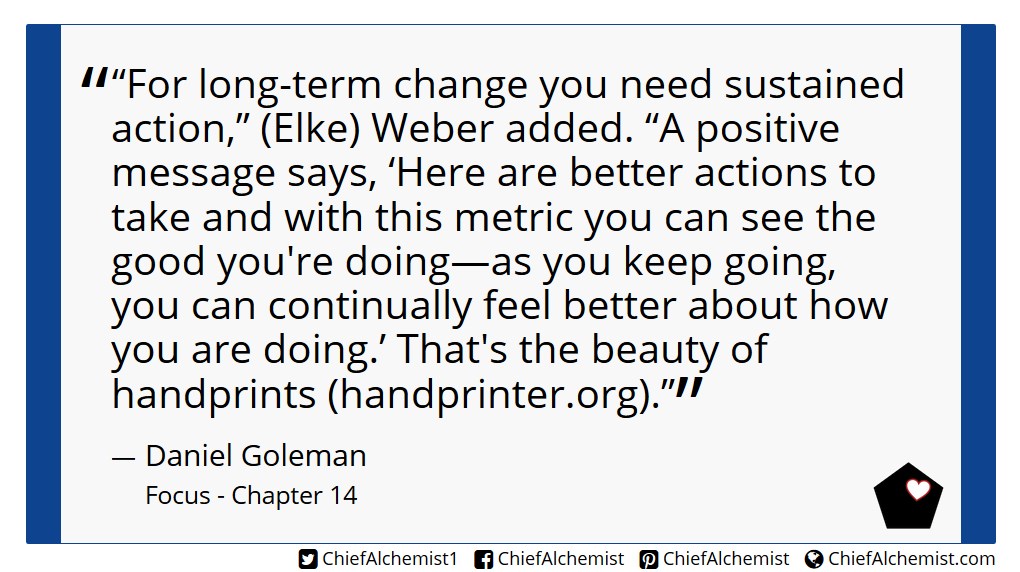 ““For long-term change you need sustained
action,” (Elke) Weber added. “A positive
message says, ‘Here are better actions to
take and with this metric you can see the
good you're doing—as you keep going,
you can continually feel better about how
you are doing.’ That's the beauty of
handprints (handprinter.org).””
— Daniel Goleman
Focus - Chapter 14
ChiefAlchemist1 ChiefAlchemist ChiefAlchemist ChiefAlchemist.com